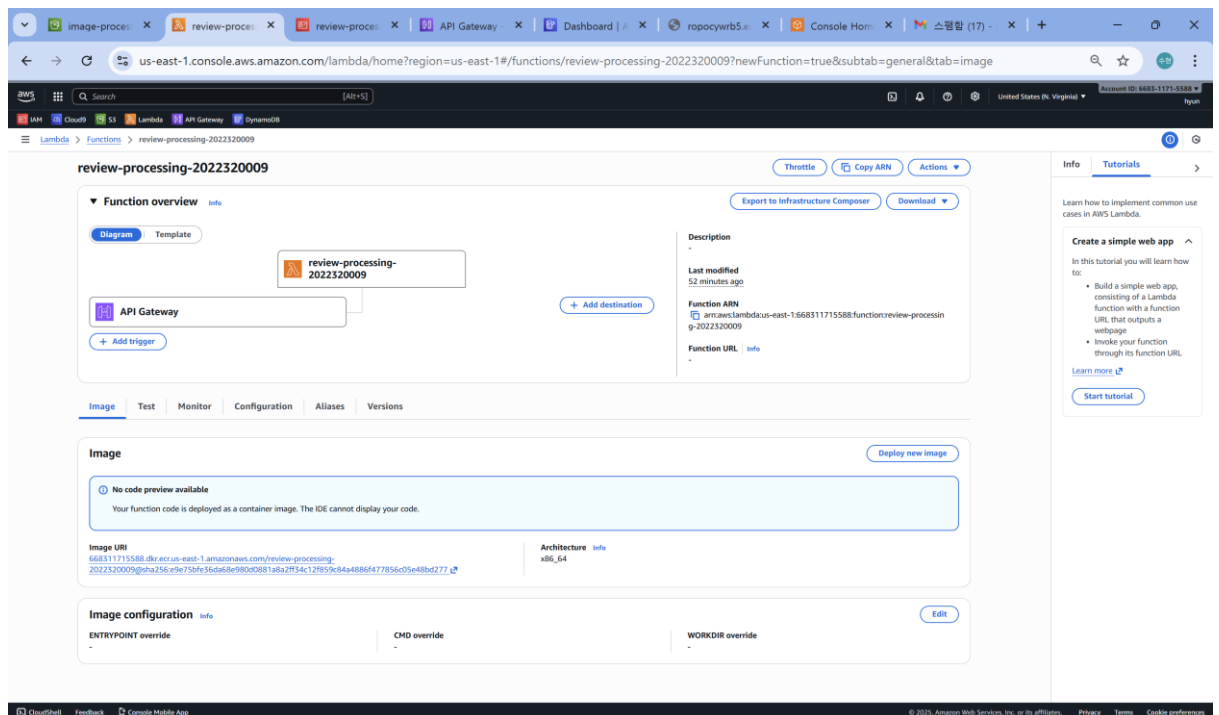 image-proces
review-proces
review-proces
API Gateway -
Dashboard | A
ropocywrb5.e
Console Hom
스팸함 (17) -
us-east-1.console.aws.amazon.com/lambda/home?region=us-east-1#/functions/review-processing-2022320009?newFunction=true&subtab=general&tab=image
수현
aws
Search
[Alt+S]
United States (N. Virginia)
Account ID: 6683-1171-5588
hyun
IAM Cloud9 S3 Lambda API Gateway DynamoDB
Lambda > Functions > review-processing-2022320009
review-processing-2022320009
Throttle
Copy ARN
Actions
Function overview Info
Export to Infrastructure Composer
Download
Diagram
Template
review-processing-
2022320009
API Gateway
+ Add trigger
+ Add destination
Description
-
Last modified
52 minutes ago
Function ARN
arn:aws:lambda:us-east-1:668311715588:function:review-processin
g-2022320009
Function URL Info
-
Image Test Monitor Configuration Aliases Versions
Image
Deploy new image
No code preview available
Your function code is deployed as a container image. The IDE cannot display your code.
Image URI
668311715588.dkr.ecr.us-east-1.amazonaws.com/review-processing-
2022320009@sha256:e9e75bfe36da68e980d0881a8a2ff34c12f859c84a4886f477856c05e48bd277
Architecture Info
x86_64
Image configuration Info
Edit
ENTRYPOINT override
-
CMD override
-
WORKDIR override
-
Info Tutorials
Learn how to implement common use
cases in AWS Lambda.
Create a simple web app
In this tutorial you will learn how
to:
• Build a simple web app,
consisting of a Lambda
function with a function
URL that outputs a
webpage
• Invoke your function
through its function URL
Learn more
Start tutorial
CloudShell Feedback Console Mobile App
© 2025, Amazon Web Services, Inc. or its affiliates. Privacy Terms Cookie preferences